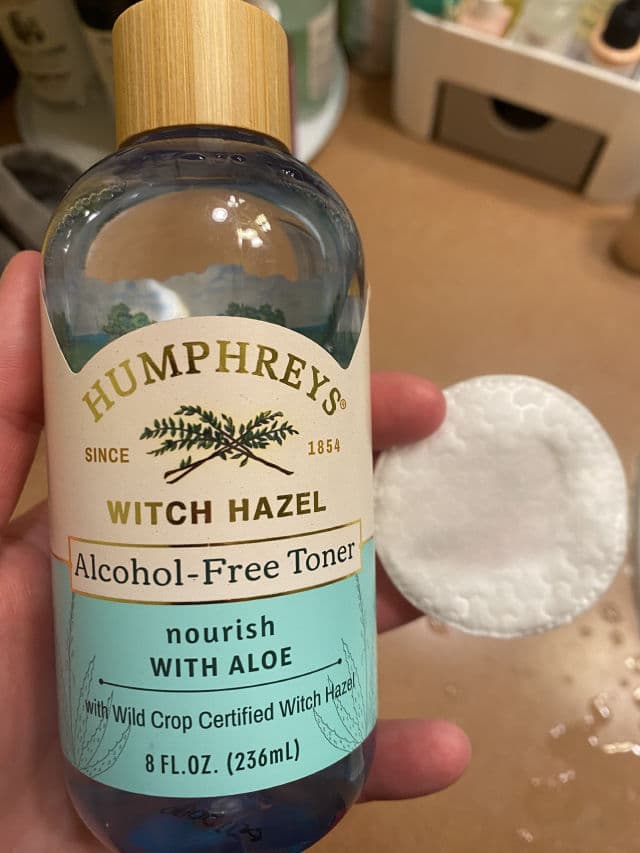 HUMPHREYS®
SINCE 1854
WITCH HAZEL
Alcohol-Free Toner
nourish
WITH ALOE
with Wild Crop Certified Witch Hazel
8 FL.OZ. (236mL)